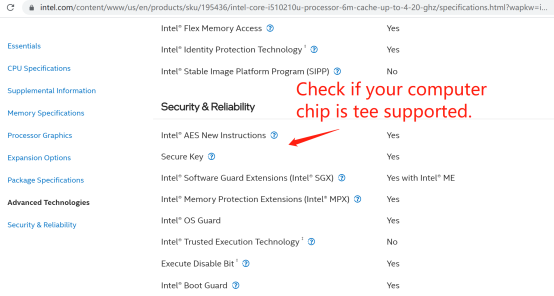 intel.com/content/www/us/en/products/sku/195436/intel-core-i510210u-processor-6m-cache-up-to-4-20-ghz/specifications.html?wapkw=i...
Intel® Flex Memory Access ? Yes
Essentials
Intel® Identity Protection Technology ‡ ? Yes
CPU Specifications
Intel® Stable Image Platform Program (SIPP) ? No
Supplemental Information
Check if your computer
chip is tee supported.
Security & Reliability
Memory Specifications
Processor Graphics
Intel® AES New Instructions ? Yes
Expansion Options
Secure Key ? Yes
Package Specifications
Intel® Software Guard Extensions (Intel® SGX) ? Yes with Intel® ME
Advanced Technologies
Intel® Memory Protection Extensions (Intel® MPX) ? Yes
Security & Reliability
Intel® OS Guard Yes
Intel® Trusted Execution Technology ‡ ? No
Execute Disable Bit ‡ ? Yes
Intel® Boot Guard ? Yes